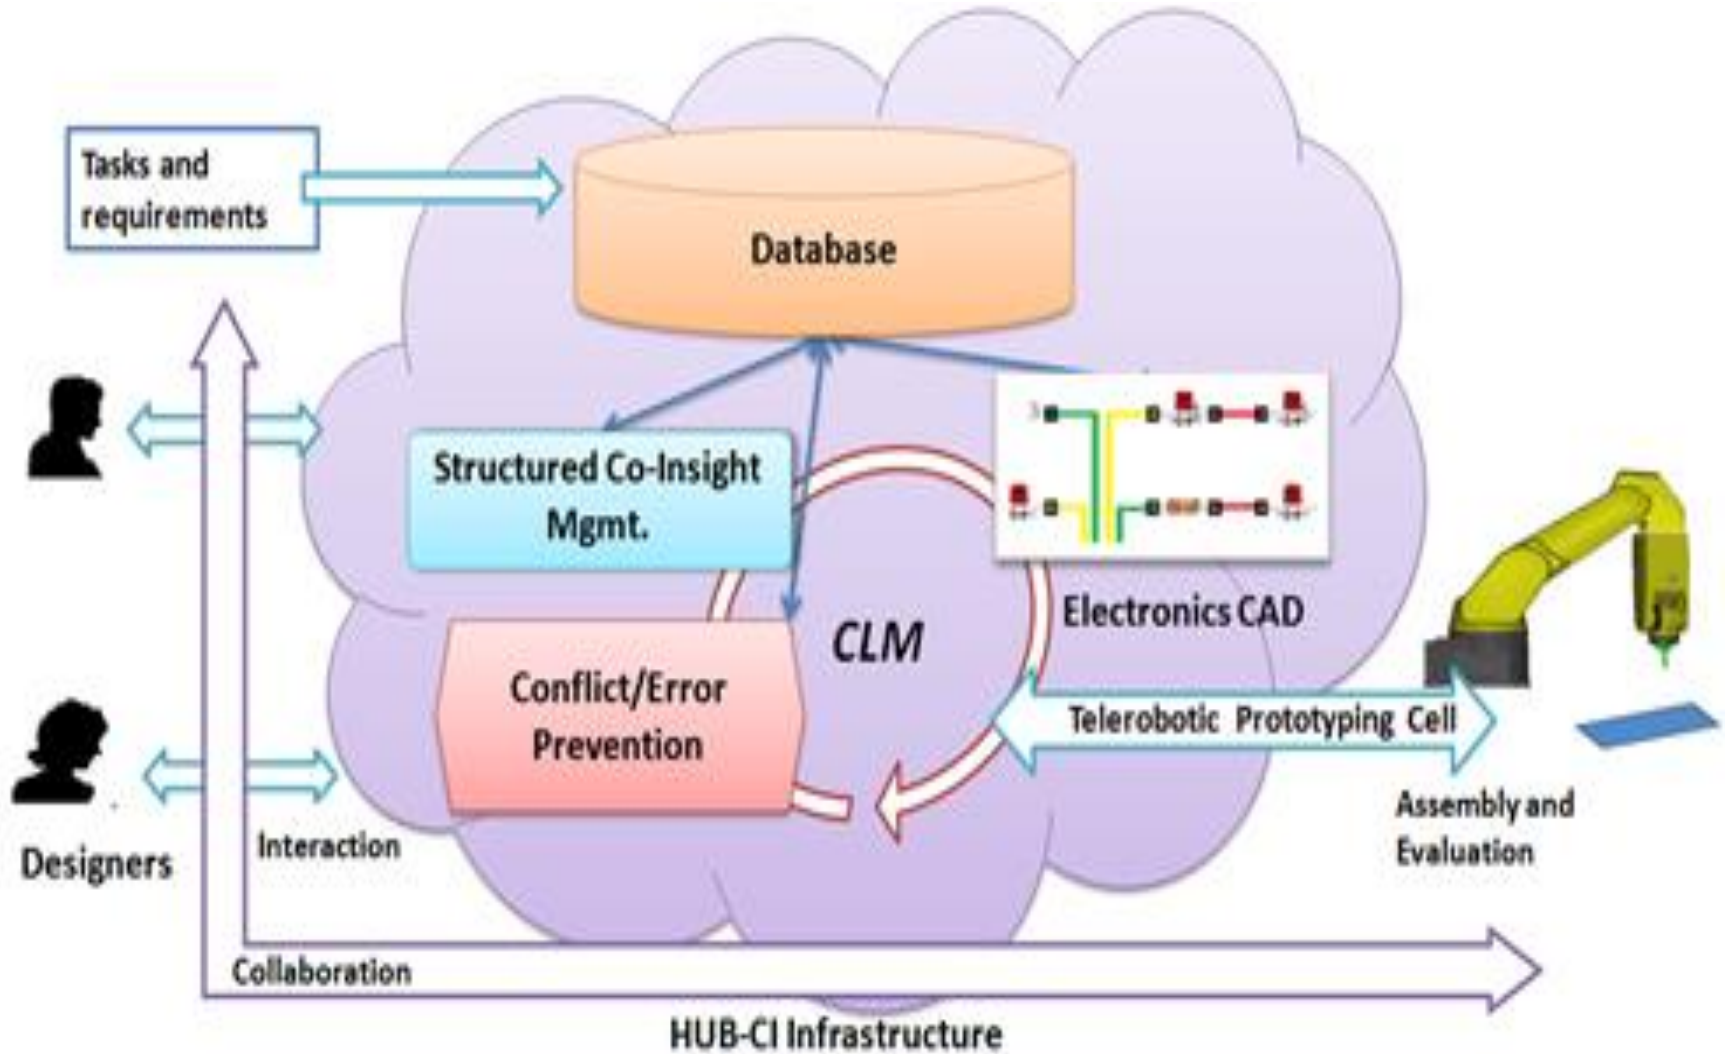 Tasks and
requirements
Database
Structured Co-Insight
Mgmt.
Electronics CAD
CLM
Conflict/Error
Prevention
Telerobotic Prototyping Cell
Assembly and
Evaluation
Designers
Interaction
Collaboration
HUB-CI Infrastructure